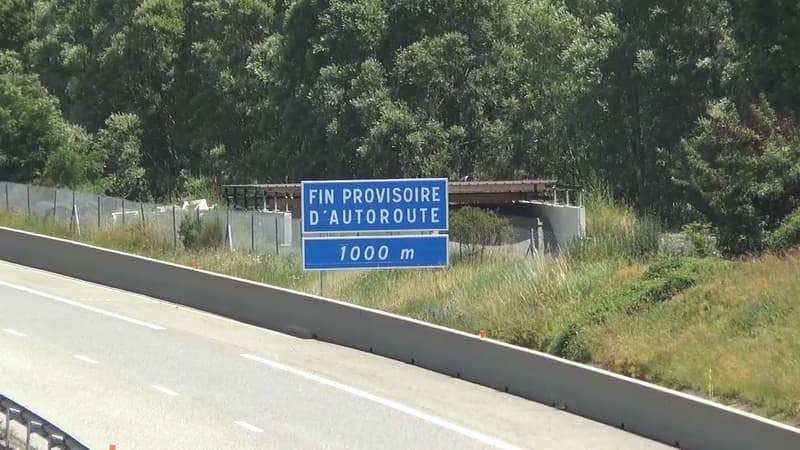 FIN PROVISOIRE
D'AUTOROUTE
1000 m